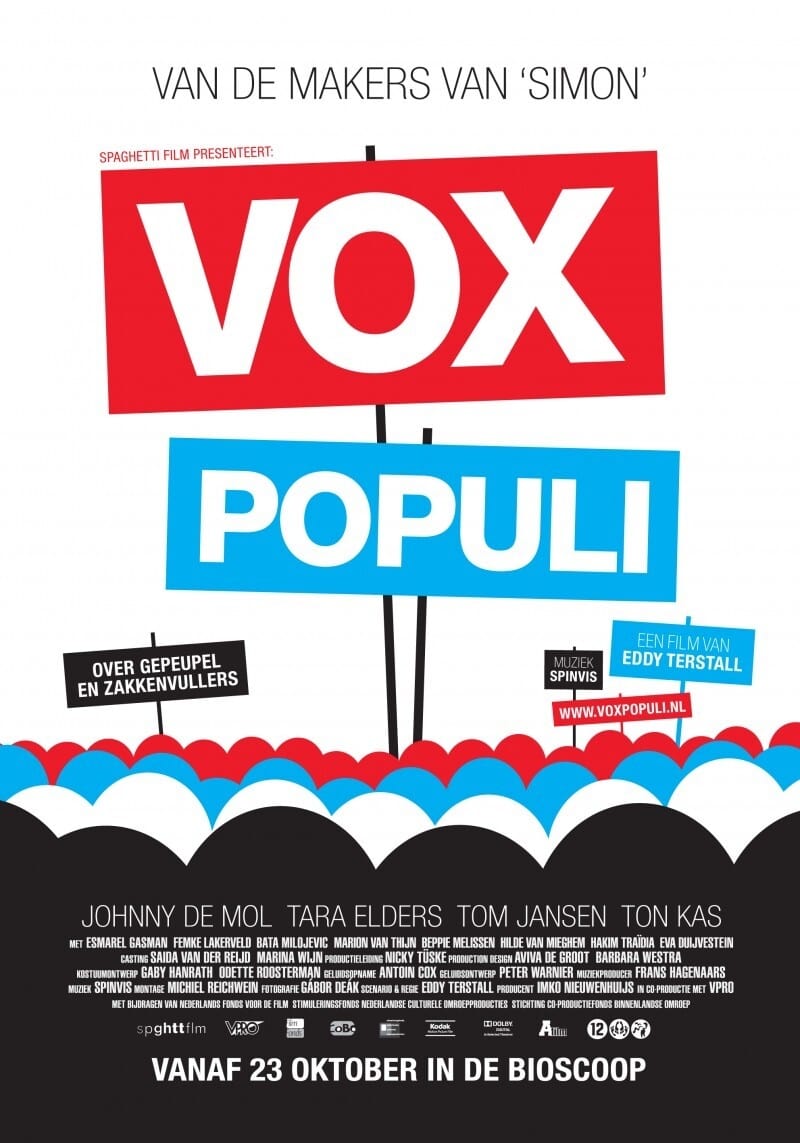 VAN DE MAKERS VAN ‘SIMON’
SPAGHETTI FILM PRESENTEERT:
VOX
POPULI
OVER GEPEUPEL
EN ZAKKENVULLERS
MUZIEK
SPINVIS
EEN FILM VAN
EDDY TERSTALL
WWW.VOXPOPULI.NL
JOHNNY DE MOL TARA ELDERS TOM JANSEN TON KAS
MET ESMAREL GASMAN FEMKE LAKERVELD BATA MILOJEVIC MARION VAN THIJN BEPPIE MELISSEN HILDE VAN MIEGHEM HAKIM TRAÏDIA EVA DUIJVESTEIN
CASTING SAIDA VAN DER REIJD MARINA WIJN PRODUCTIELEIDING NICKY TÜSKE PRODUCTION DESIGN AVIVA DE GROOT BARBARA WESTRA
KOSTUUMONTWERP GABY HANRATH ODETTE ROOSTERMAN GELUIDSOPNAME ANTOIN COX GELUIDSONTWERP PETER WARNIER MUZIEKPRODUCER FRANS HAGENAARS
MUZIEK SPINVIS MONTAGE MICHIEL REICHWEIN FOTOGRAFIE GÁBOR DEÁK SCENARIO & REGIE EDDY TERSTALL PRODUCENT IMKO NIEUWENHUIJS IN CO-PRODUCTIE MET VPRO
MET BIJDRAGEN VAN NEDERLANDS FONDS VOOR DE FILM STIMULERINGSFONDS NEDERLANDSE CULTURELE OMROEPPRODUCTIES STICHTING CO-PRODUCTIEFONDS BINNENLANDSE OMROEP
spghttflm VPRO CoBO Kodak DOLBY DIGITAL A film 12
VANAF 23 OKTOBER IN DE BIOSCOOP